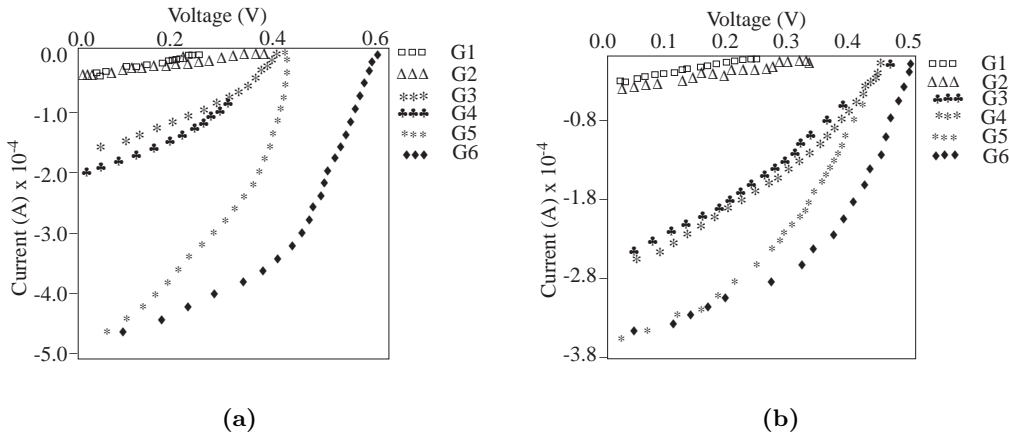 Voltage (V)
0.0 0.2 0.4 0.6
0.0
-1.0
-2.0
-3.0
-4.0
-5.0
Current (A) x 10-4
G1
G2
G3
G4
G5
G6
(a)
Voltage (V)
0.0 0.1 0.2 0.3 0.4 0.5
-0.8
-1.8
-2.8
-3.8
Current (A) x 10-4
G1
G2
G3
G4
G5
G6
(b)